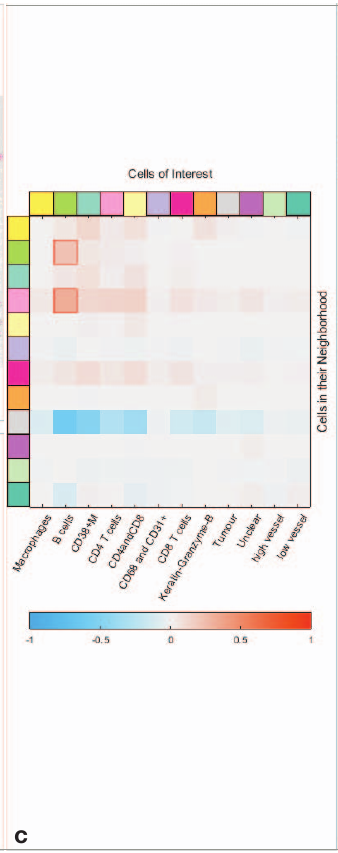 Cells of Interest
Cells in their Neighborhood
Macrophages
B cells
CD38+M
CD4 T cells
CD4andCD8
CD68 and CD31+
CD8 T cells
Keratin-Granzyme-B
Tumour
Unclear
high vessel
low vessel
-1
-0.5
0
0.5
1
C